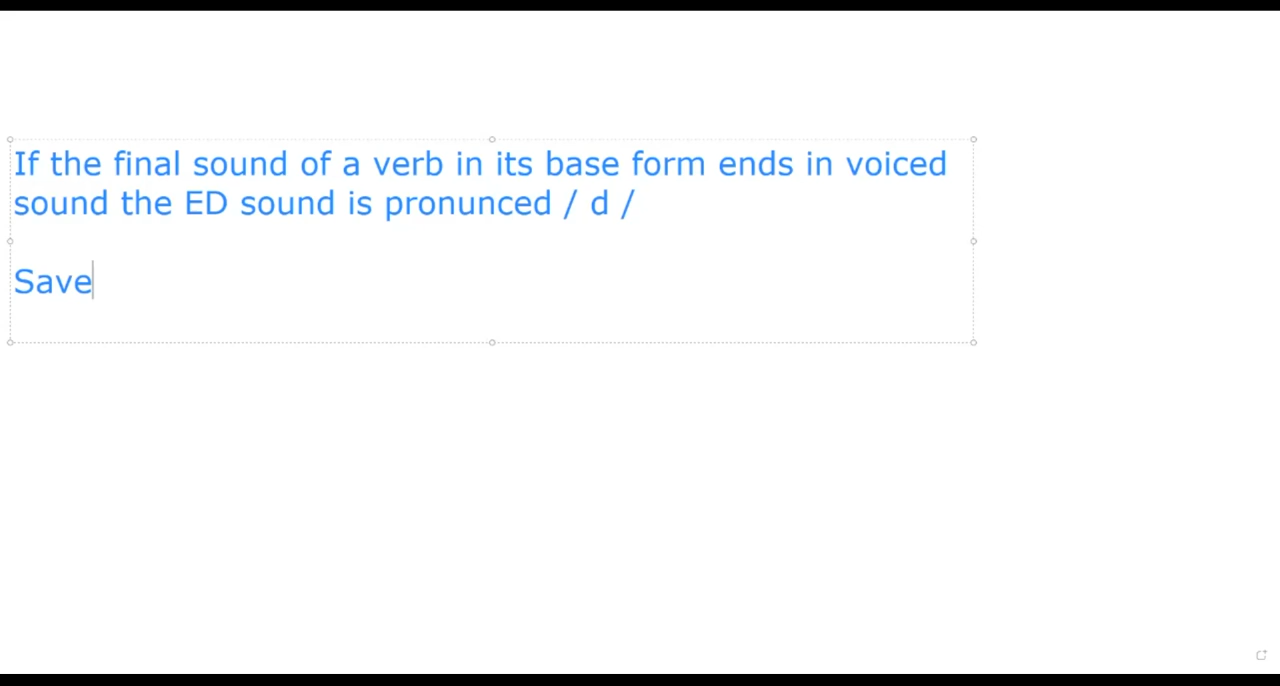 If the final sound of a verb in its base form ends in voiced
sound the ED sound is pronunced / d /
Save